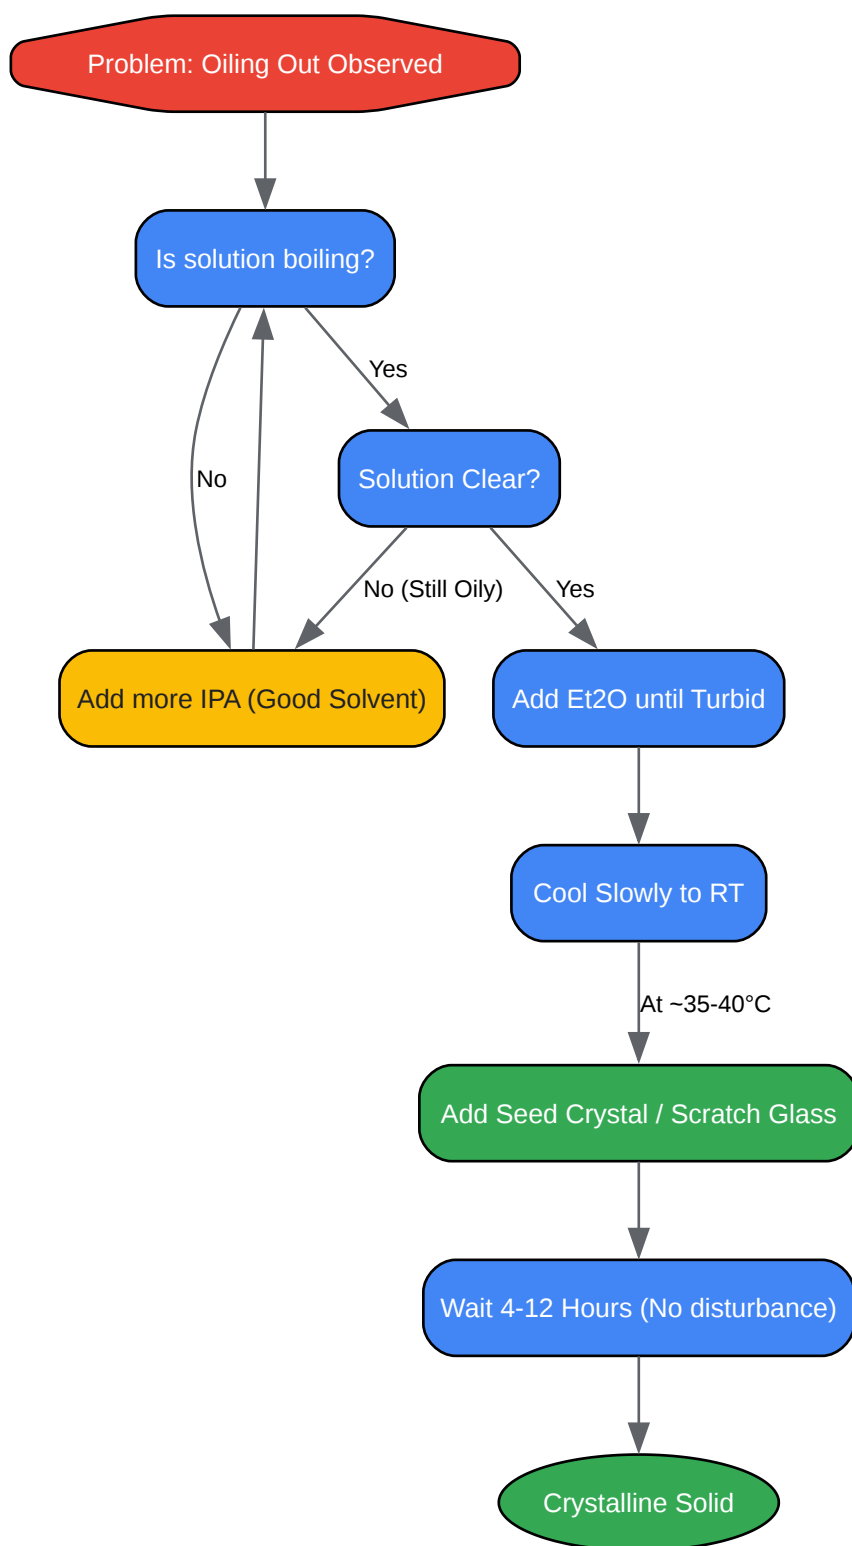 Problem: Oiling Out Observed
Is solution boiling?
Yes
No
Solution Clear?
No (Still Oily)
Yes
Add more IPA (Good Solvent)
Add Et2O until Turbid
Cool Slowly to RT
At ~35-40°C
Add Seed Crystal / Scratch Glass
Wait 4-12 Hours (No disturbance)
Crystalline Solid